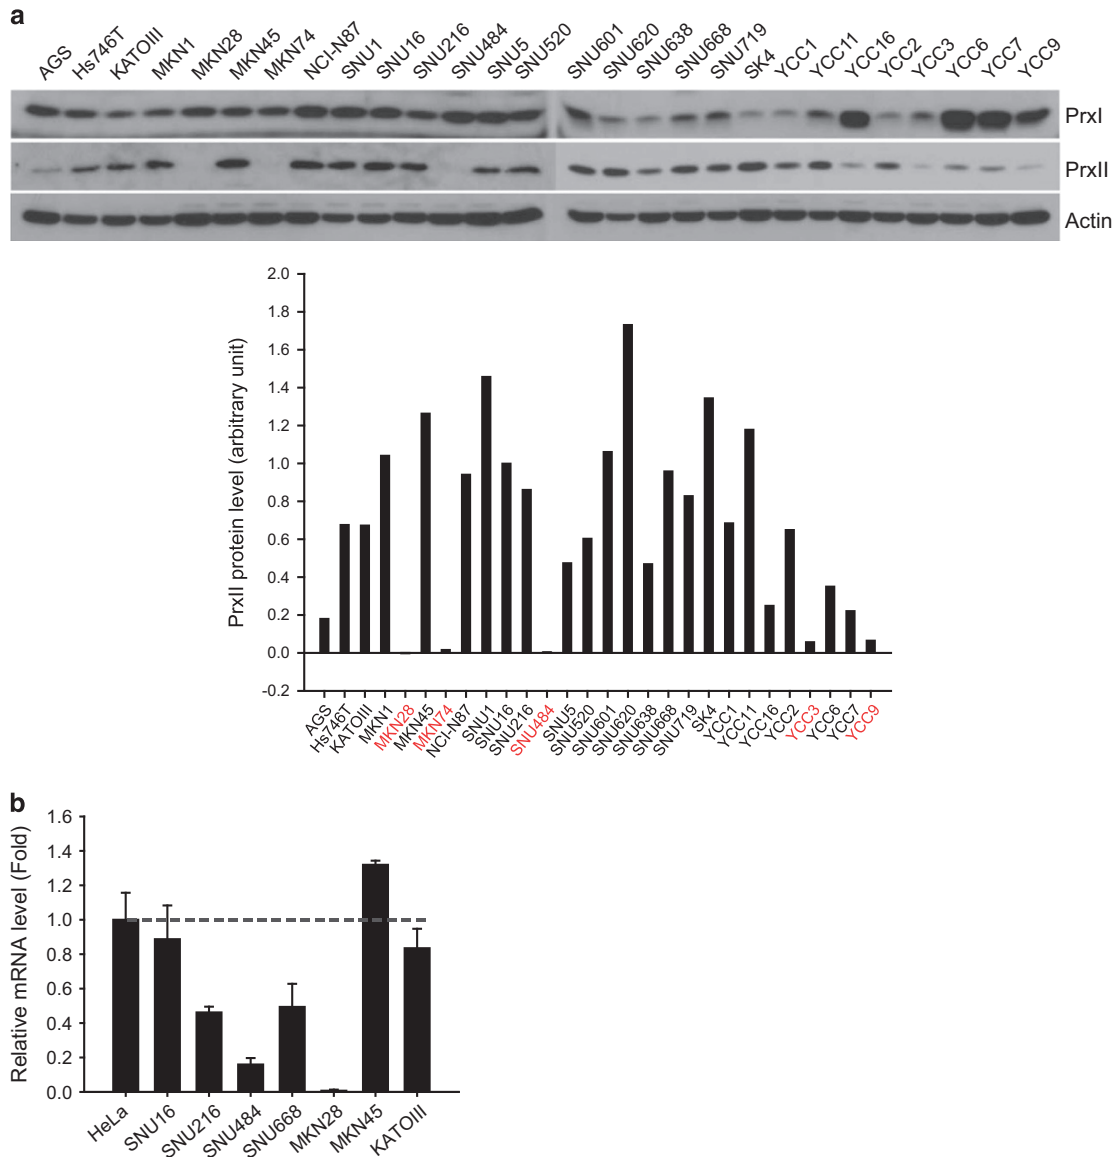 a
AGS Hs746T KATOIII MKN1 MKN28 MKN45 MKN74 NCI-N87 SNU1 SNU16 SNU216 SNU484 SNU5 SNU520 SNU601 SNU620 SNU638 SNU668 SNU719 SK4 YCC1 YCC11 YCC16 YCC2 YCC3 YCC6 YCC7 YCC9
PrxI
PrxII
Actin
PrxII protein level (arbitrary unit)
2.0
1.8
1.6
1.4
1.2
1.0
0.8
0.6
0.4
0.2
0.0
-0.2
AGS Hs746T KATOIII MKN1 MKN28 MKN45 MKN74 NCI-N87 SNU1 SNU16 SNU216 SNU484 SNU5 SNU520 SNU601 SNU620 SNU638 SNU668 SNU719 SK4 YCC1 YCC11 YCC16 YCC2 YCC3 YCC6 YCC7 YCC9
b
Relative mRNA level (Fold)
1.6
1.4
1.2
1.0
0.8
0.6
0.4
0.2
0.0
HeLa SNU16 SNU216 SNU484 SNU668 MKN28 MKN45 KATOIII